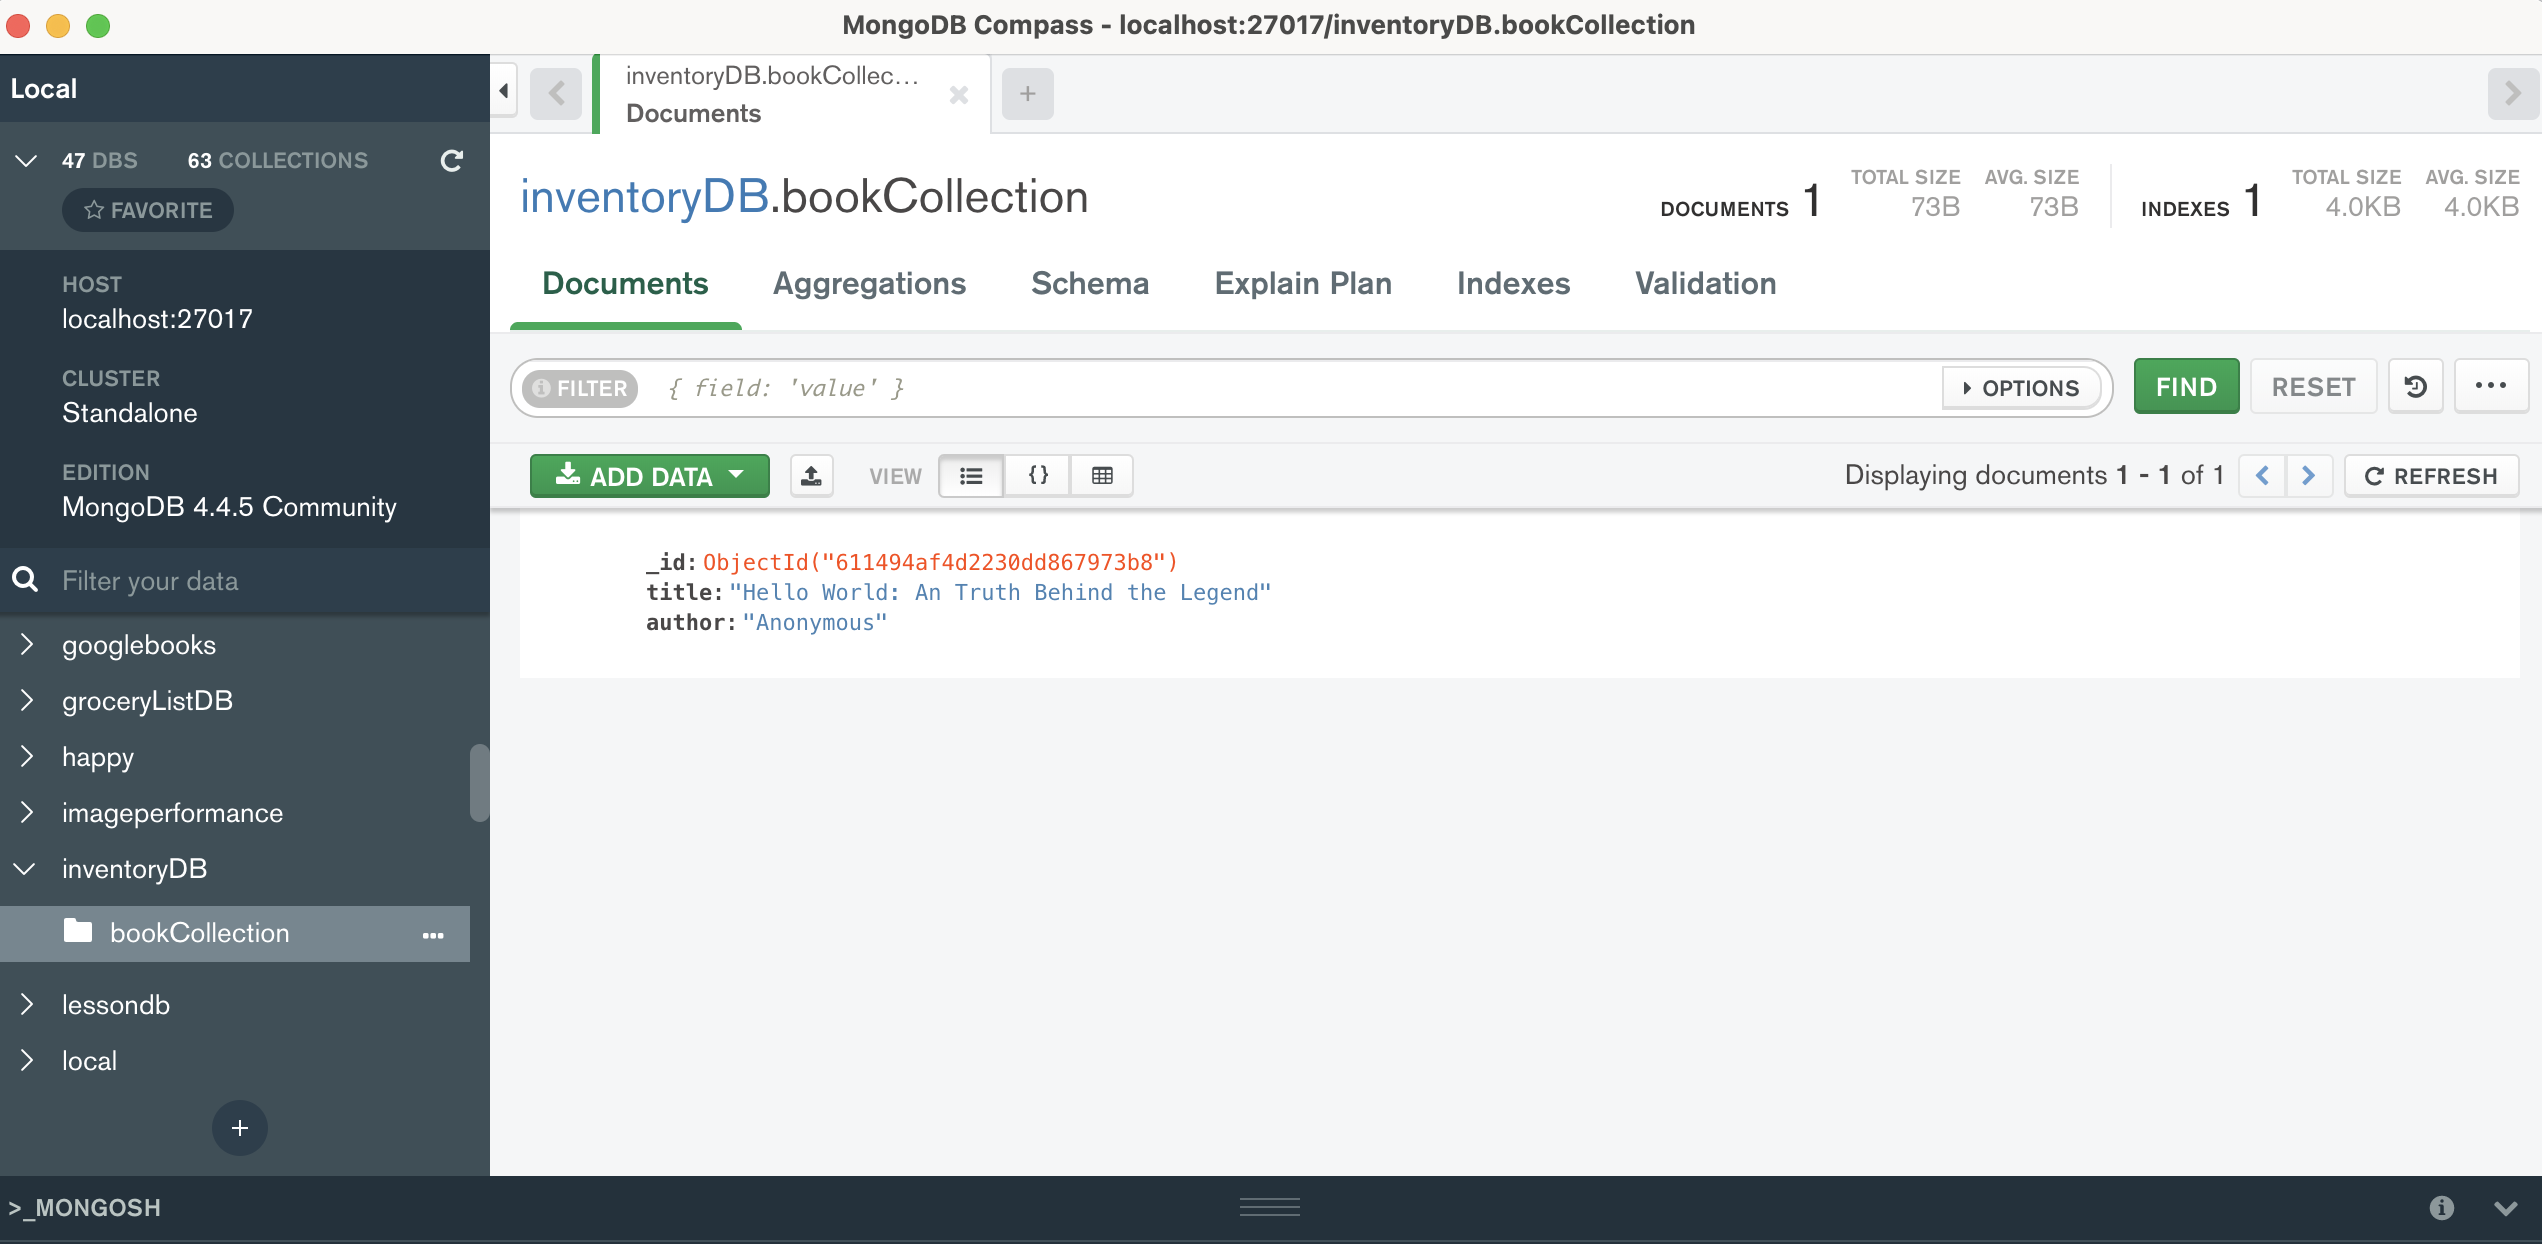 MongoDB Compass - localhost:27017/inventoryDB.bookCollection
Local
47 DBS 63 COLLECTIONS
FAVORITE
HOST
localhost:27017
CLUSTER
Standalone
EDITION
MongoDB 4.4.5 Community
Filter your data
googlebooks
groceryListDB
happy
imageperformance
inventoryDB
bookCollection
lessondb
local
inventoryDB.bookCollec...
Documents
inventoryDB.bookCollection
DOCUMENTS 1 TOTAL SIZE 73B AVG. SIZE 73B
INDEXES 1 TOTAL SIZE 4.0KB AVG. SIZE 4.0KB
Documents Aggregations Schema Explain Plan Indexes Validation
FILTER { field: 'value' } OPTIONS FIND RESET
ADD DATA VIEW {} Displaying documents 1 - 1 of 1 REFRESH
_id: ObjectId("611494af4d2230dd867973b8")
title: "Hello World: An Truth Behind the Legend"
author: "Anonymous"
>_MONGOSH